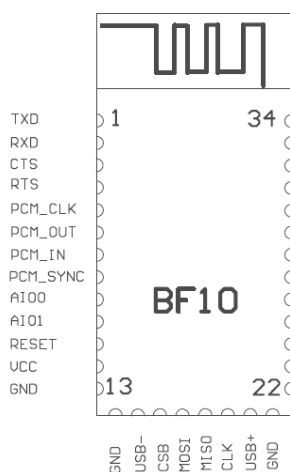 TXD 1 34
RXD
CTS
RTS
PCM_CLK
PCM_OUT
PCM_IN
PCM_SYNC
AIO0 BF10
AIO1
RESET
VCC
GND 13 22
GND
USB-
CSB
MOSI
MISO
CLK
USB+
GND